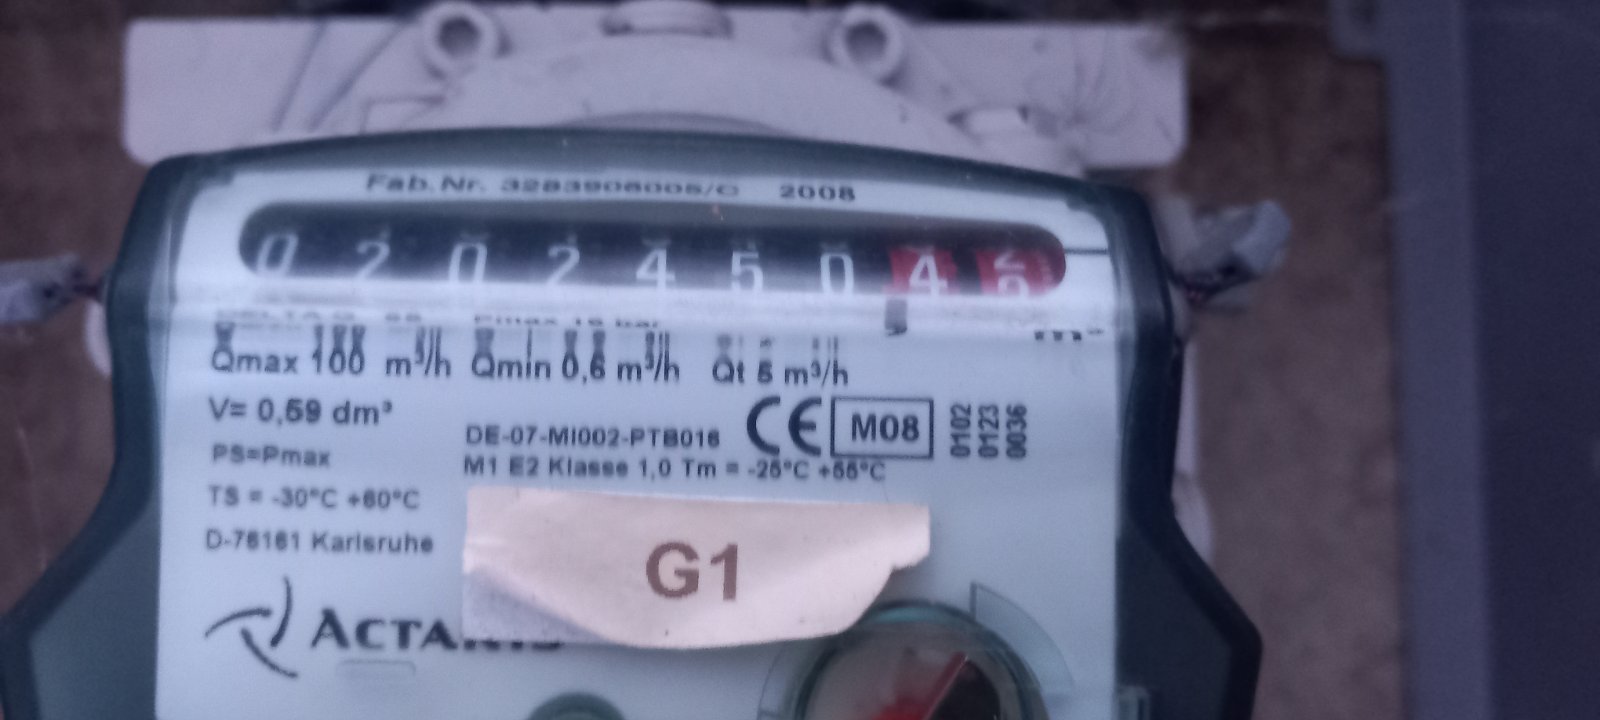 Fab.Nr. 3283906005/C 2008
0 2 0 2 4 5 0 4
Qmax 100 m³/h Qmin 0,6 m³/h Qt 5 m³/h
V= 0,59 dm³
DE-07-MI002-PTB016
CE M08 0102 0123 0036
PS=Pmax
M1 E2 Klasse 1,0 Tm = -25°C +55°C
TS = -30°C +60°C
D-76161 Karlsruhe
G1
ACTARIS